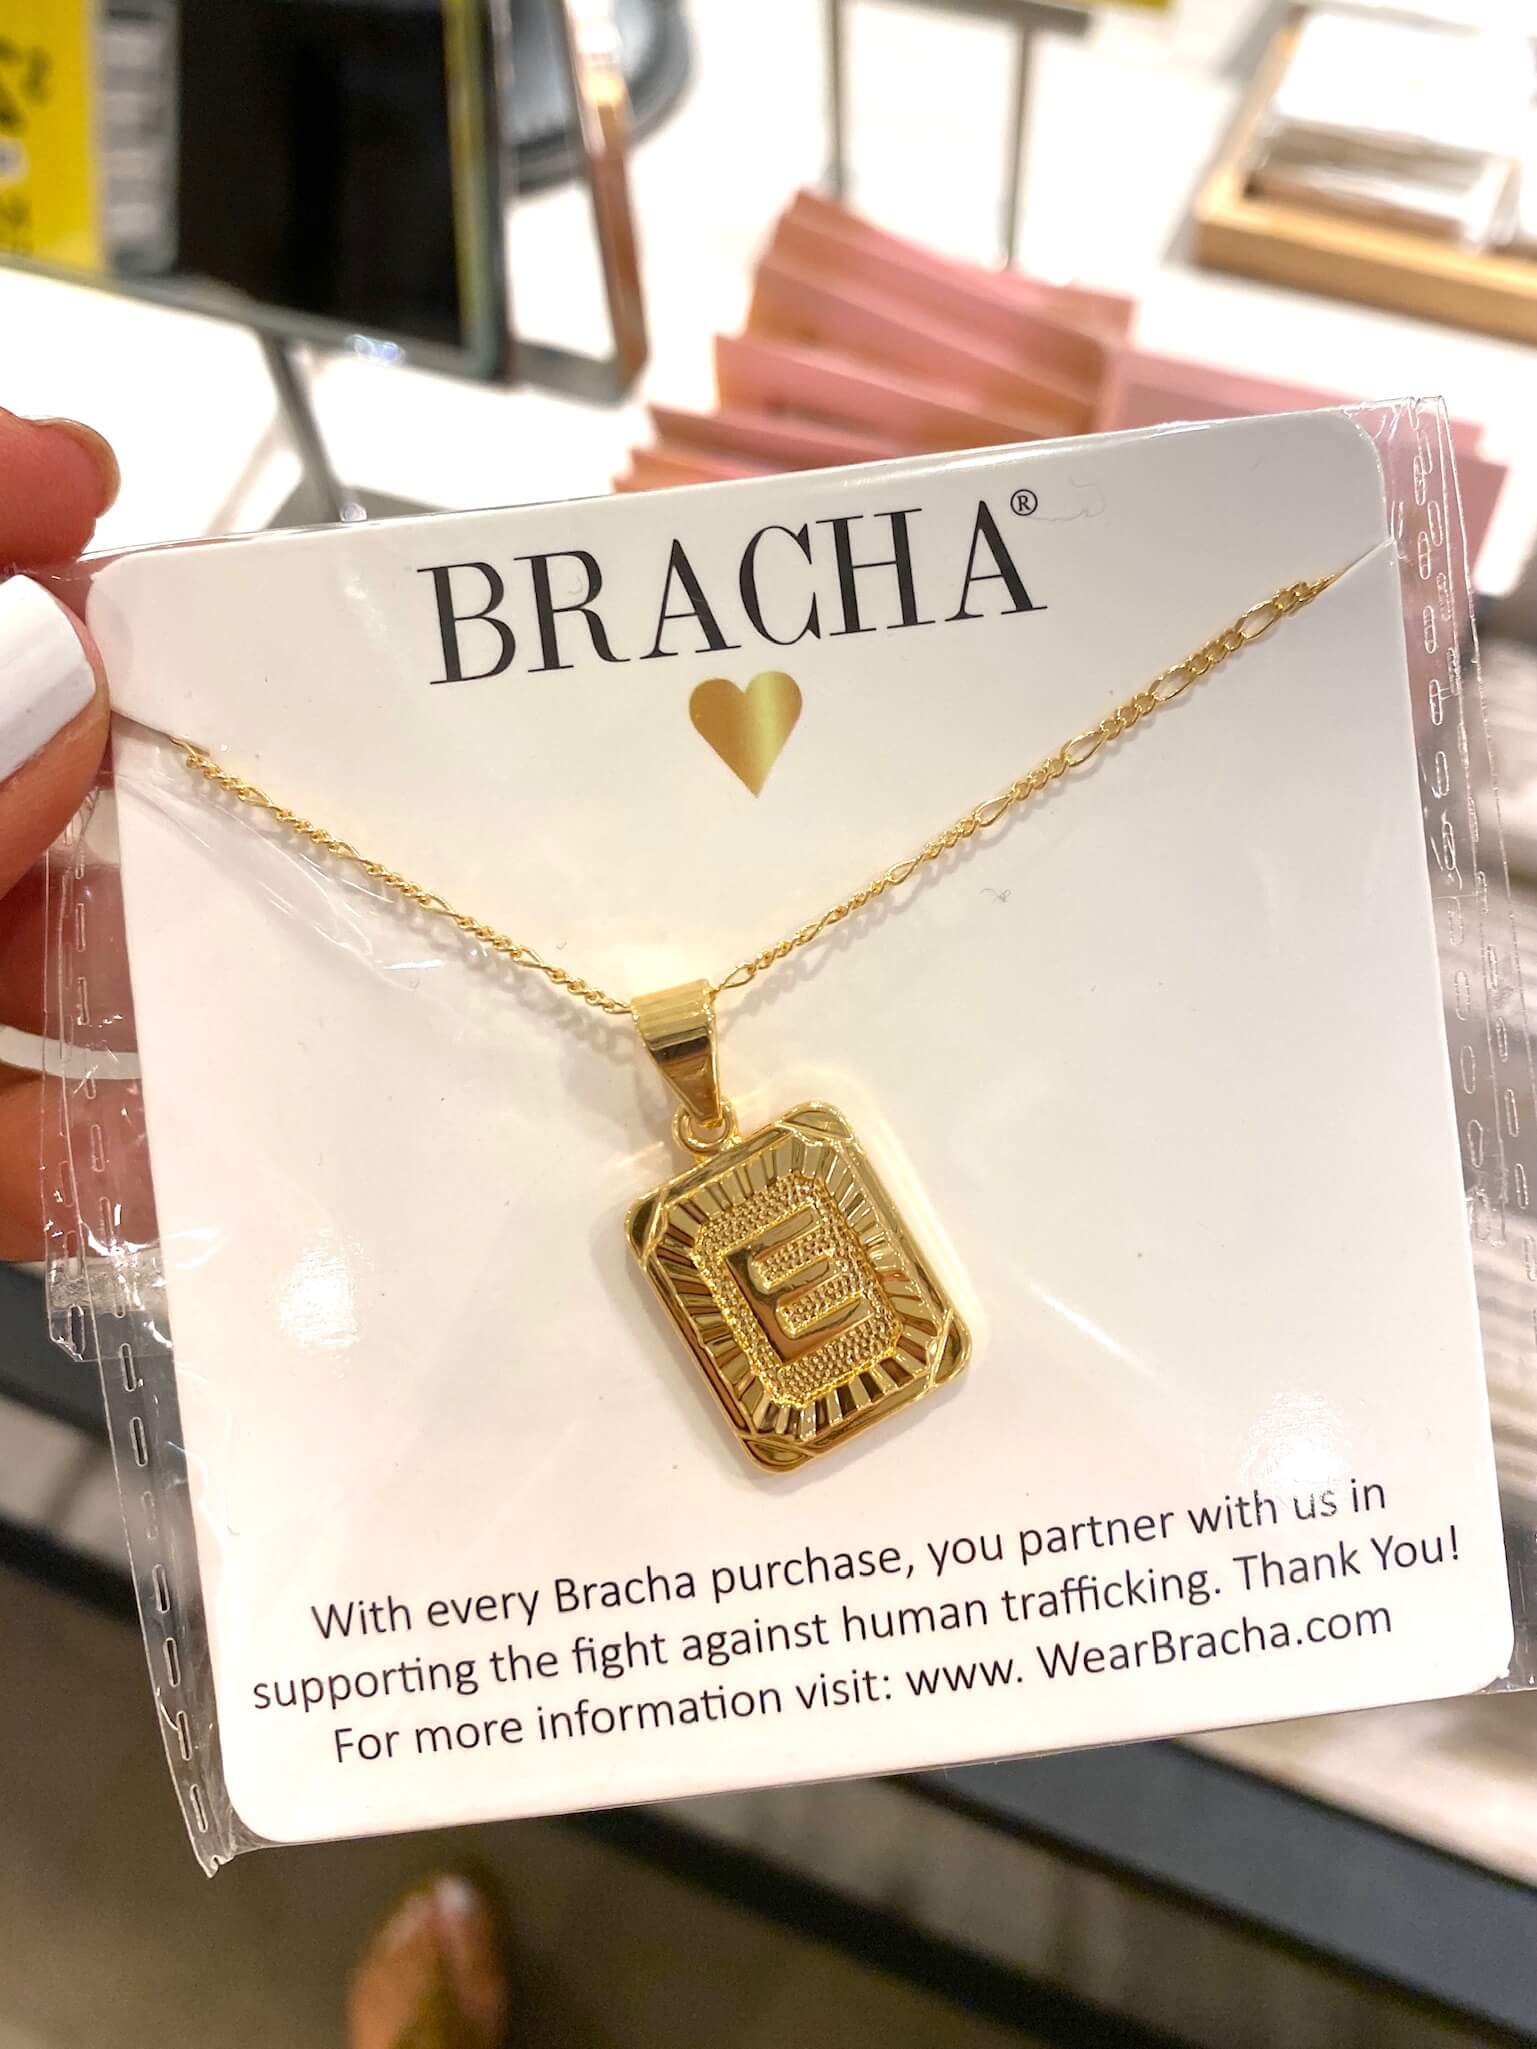 BRACHA®
E
With every Bracha purchase, you partner with us in
supporting the fight against human trafficking. Thank You!
For more information visit: www. WearBracha.com